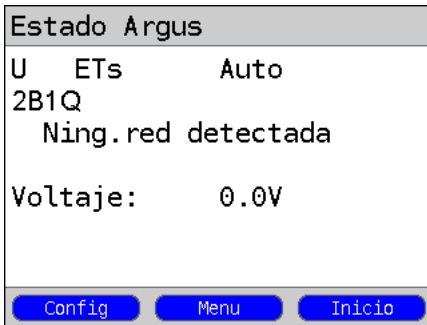 Estado Argus
U ETs Auto
2B1Q
Ning.red detectada
Voltaje: 0.0V
Config Menu Inicio